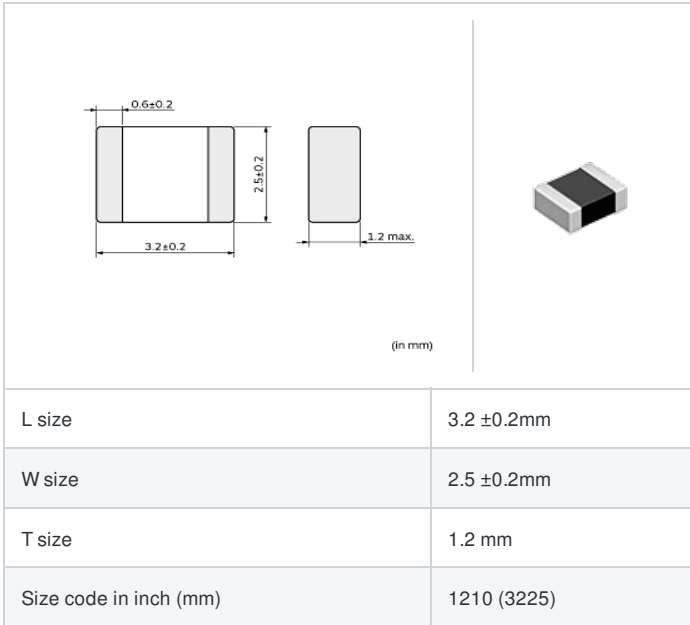 0.6±0.2
2.5±0.2
3.2±0.2
1.2 max.
(in mm)
L size 3.2 ±0.2mm
W size 2.5 ±0.2mm
T size 1.2 mm
Size code in inch (mm) 1210 (3225)